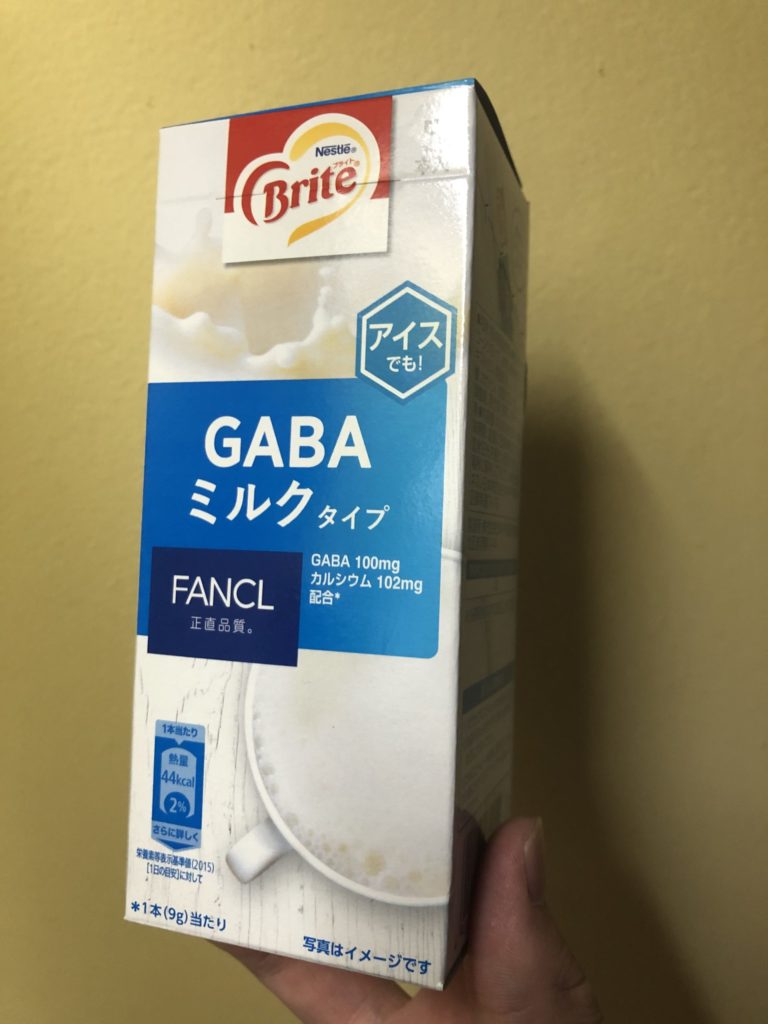 Nestlé®
ブライト®
Brite
アイス
でも!
GABA
ミルクタイプ
FANCL
正直品質。
GABA 100mg
カルシウム 102mg
配合*
1本当たり
熱量
44kcal
2%
さらに詳しく
栄養素等表示基準値(2015)
[1日の目安]に対して
*1本(9g)当たり
写真はイメージです